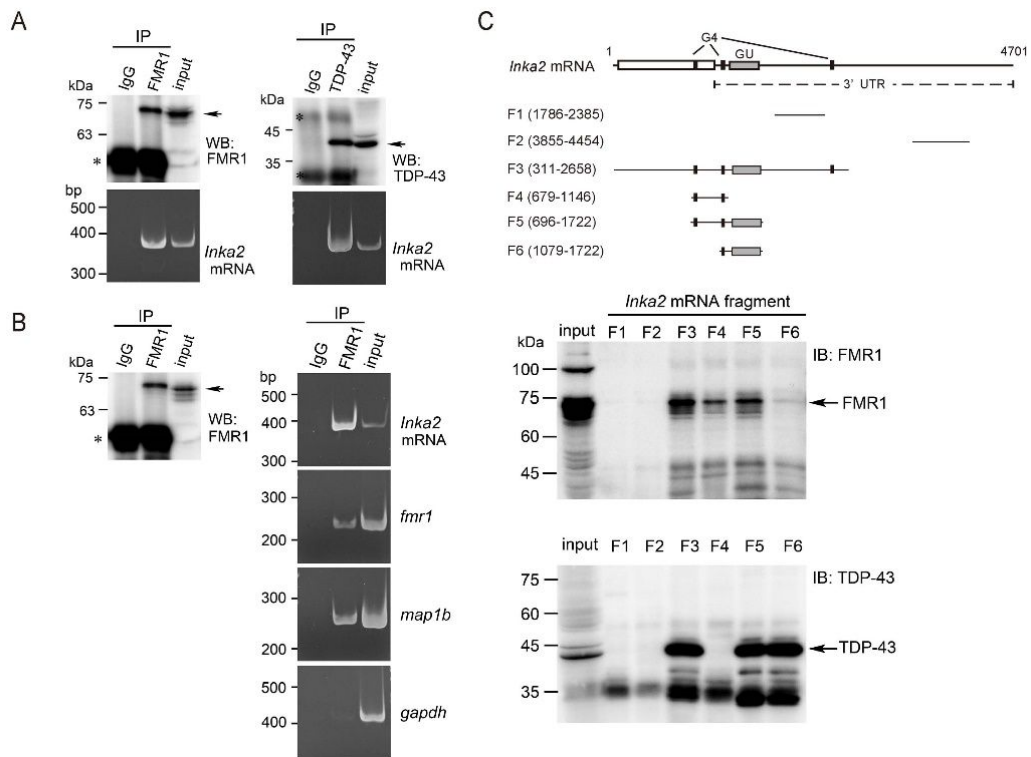 A
IP
IgG
FMR1
input
kDa
75
63
*
WB:
FMR1
bp
500
400
300
Inka2
mRNA
IP
IgG
TDP-43
input
kDa
*
45
35
*
WB:
TDP-43
Inka2
mRNA
B
IP
IgG
FMR1
input
kDa
75
63
*
WB:
FMR1
IP
IgG
FMR1
input
bp
500
400
300
Inka2
mRNA
300
200
fmr1
300
200
map1b
500
400
gapdh
C
1
G4
GU
4701
Inka2 mRNA
3' UTR
F1 (1786-2385)
F2 (3855-4454)
F3 (311-2658)
F4 (679-1146)
F5 (696-1722)
F6 (1079-1722)
Inka2 mRNA fragment
input F1 F2 F3 F4 F5 F6
kDa
IB: FMR1
100
75
FMR1
60
45
input F1 F2 F3 F4 F5 F6
IB: TDP-43
75
60
45
TDP-43
35